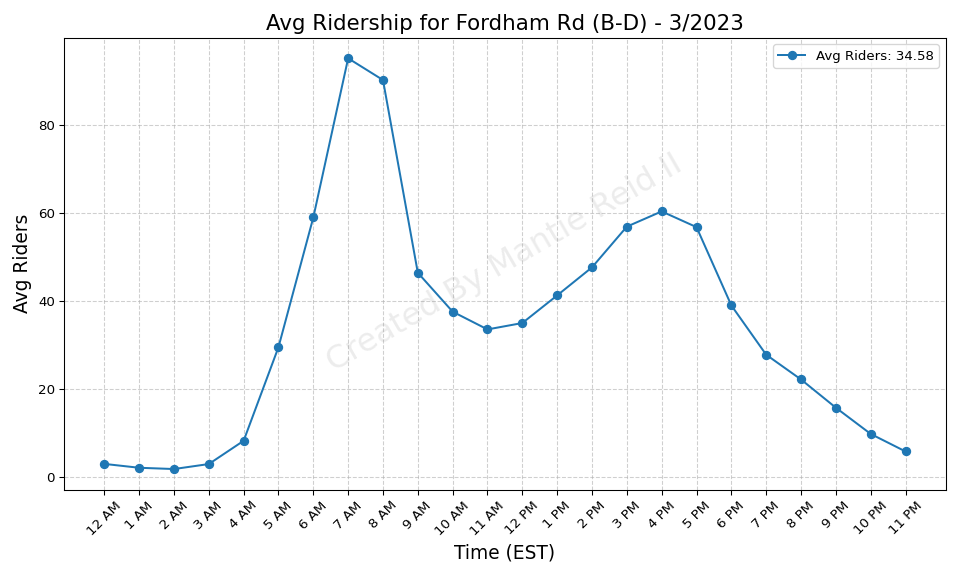 Avg Ridership for Fordham Rd (B-D) - 3/2023
Avg Riders: 34.58
Avg Riders
80
60
40
20
0
Created By Mantie Reid II
12 AM
1 AM
2 AM
3 AM
4 AM
5 AM
6 AM
7 AM
8 AM
9 AM
10 AM
11 AM
12 PM
1 PM
2 PM
3 PM
4 PM
5 PM
6 PM
7 PM
8 PM
9 PM
10 PM
11 PM
Time (EST)